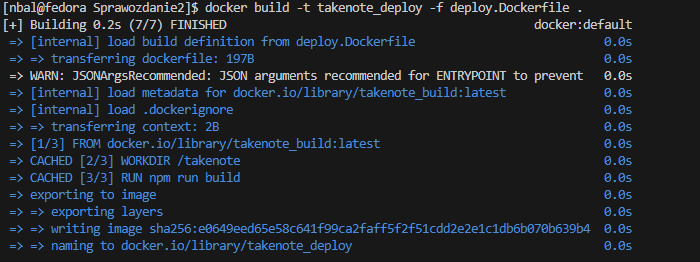 [nbal@fedora Sprawozdanie2]$ docker build -t takenote_deploy -f deploy.Dockerfile .
[+] Building 0.2s (7/7) FINISHED docker:default
=> [internal] load build definition from deploy.Dockerfile 0.0s
=> => transferring dockerfile: 197B 0.0s
=> WARN: JSONArgsRecommended: JSON arguments recommended for ENTRYPOINT to prevent 0.0s
=> [internal] load metadata for docker.io/library/takenote_build:latest 0.0s
=> [internal] load .dockerignore 0.0s
=> => transferring context: 2B 0.0s
=> [1/3] FROM docker.io/library/takenote_build:latest 0.0s
=> CACHED [2/3] WORKDIR /takenote 0.0s
=> CACHED [3/3] RUN npm run build 0.0s
=> exporting to image 0.0s
=> => exporting layers 0.0s
=> => writing image sha256:e0649eed65e58c641f99ca2faff5f2f51cdd2e2e1c1db6b070b639b4 0.0s
=> => naming to docker.io/library/takenote_deploy 0.0s